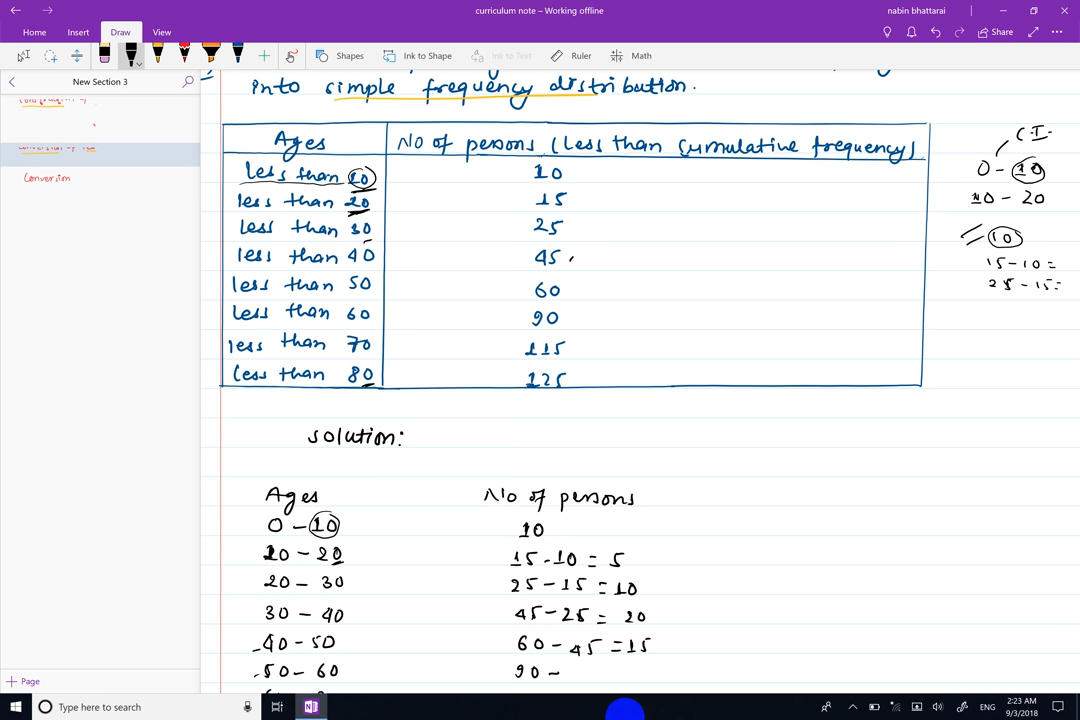 curriculum note – Working offline
nabin bhattarai
Home Insert Draw View
Share
Shapes Ink to Shape Ink to Text Ruler Math
New Section 3
Conversion
into simple frequency distribution.
Ages No of persons (less than cumulative frequency)
less than 10 10
less than 20 15
less than 30 25
less than 40 45
less than 50 60
less than 60 90
less than 70 115
less than 80 125
C.I.
0 - 10
10 - 20
10
15 - 10 =
25 - 15 =
solution:
Ages No of persons
0 - 10 10
10 - 20 15 - 10 = 5
20 - 30 25 - 15 = 10
30 - 40 45 - 25 = 20
40 - 50 60 - 45 = 15
50 - 60 90 -
Page
Type here to search
ENG
2:23 AM
9/3/2018